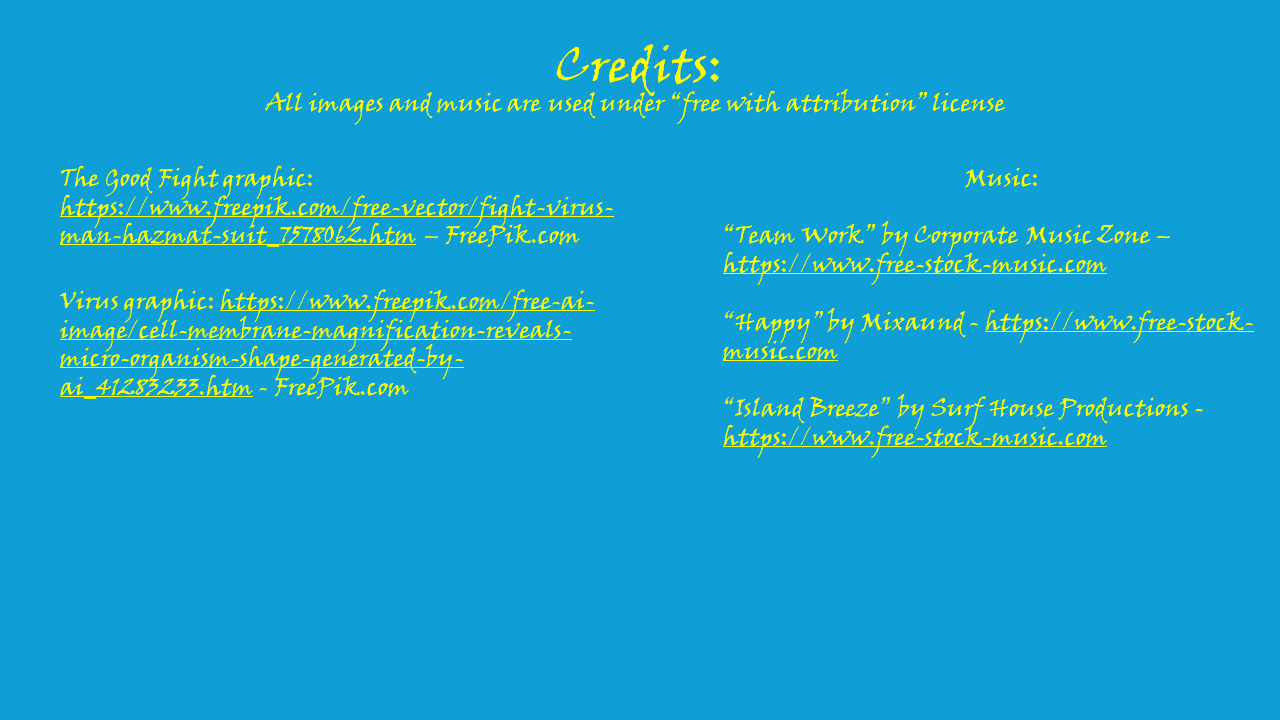 Credits:
All images and music are used under “free with attribution” license
The Good Fight graphic:
https://www.freepik.com/free-vector/fight-virus-
man-hazmat-suit_7578062.htm – FreePik.com
Virus graphic: https://www.freepik.com/free-ai-
image/cell-membrane-magnification-reveals-
micro-organism-shape-generated-by-
ai_41283233.htm - FreePik.com
Music:
“Team Work” by Corporate Music Zone –
https://www.free-stock-music.com
“Happy” by Mixaund - https://www.free-stock-
music.com
“Island Breeze” by Surf House Productions -
https://www.free-stock-music.com